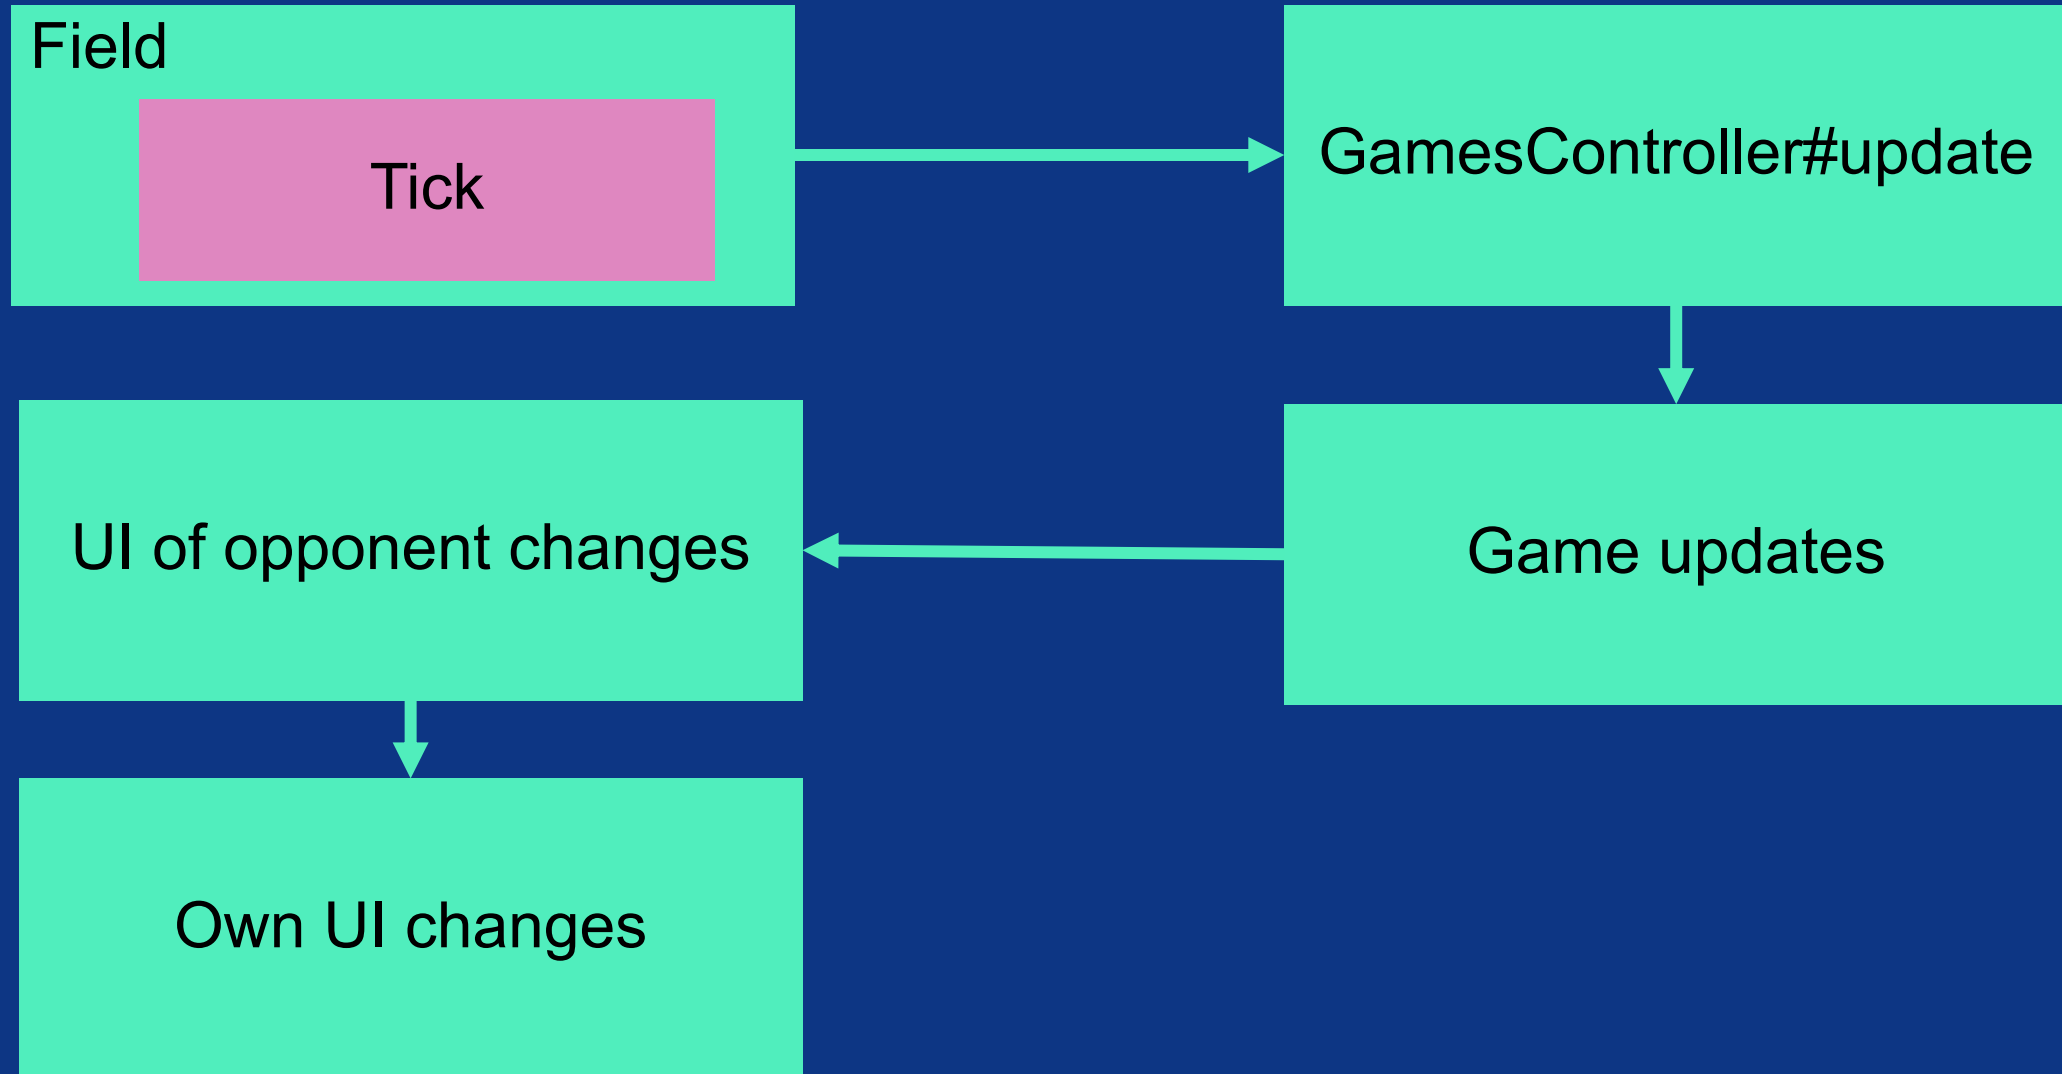 Field
Tick
GamesController#update
Game updates
UI of opponent changes
Own UI changes